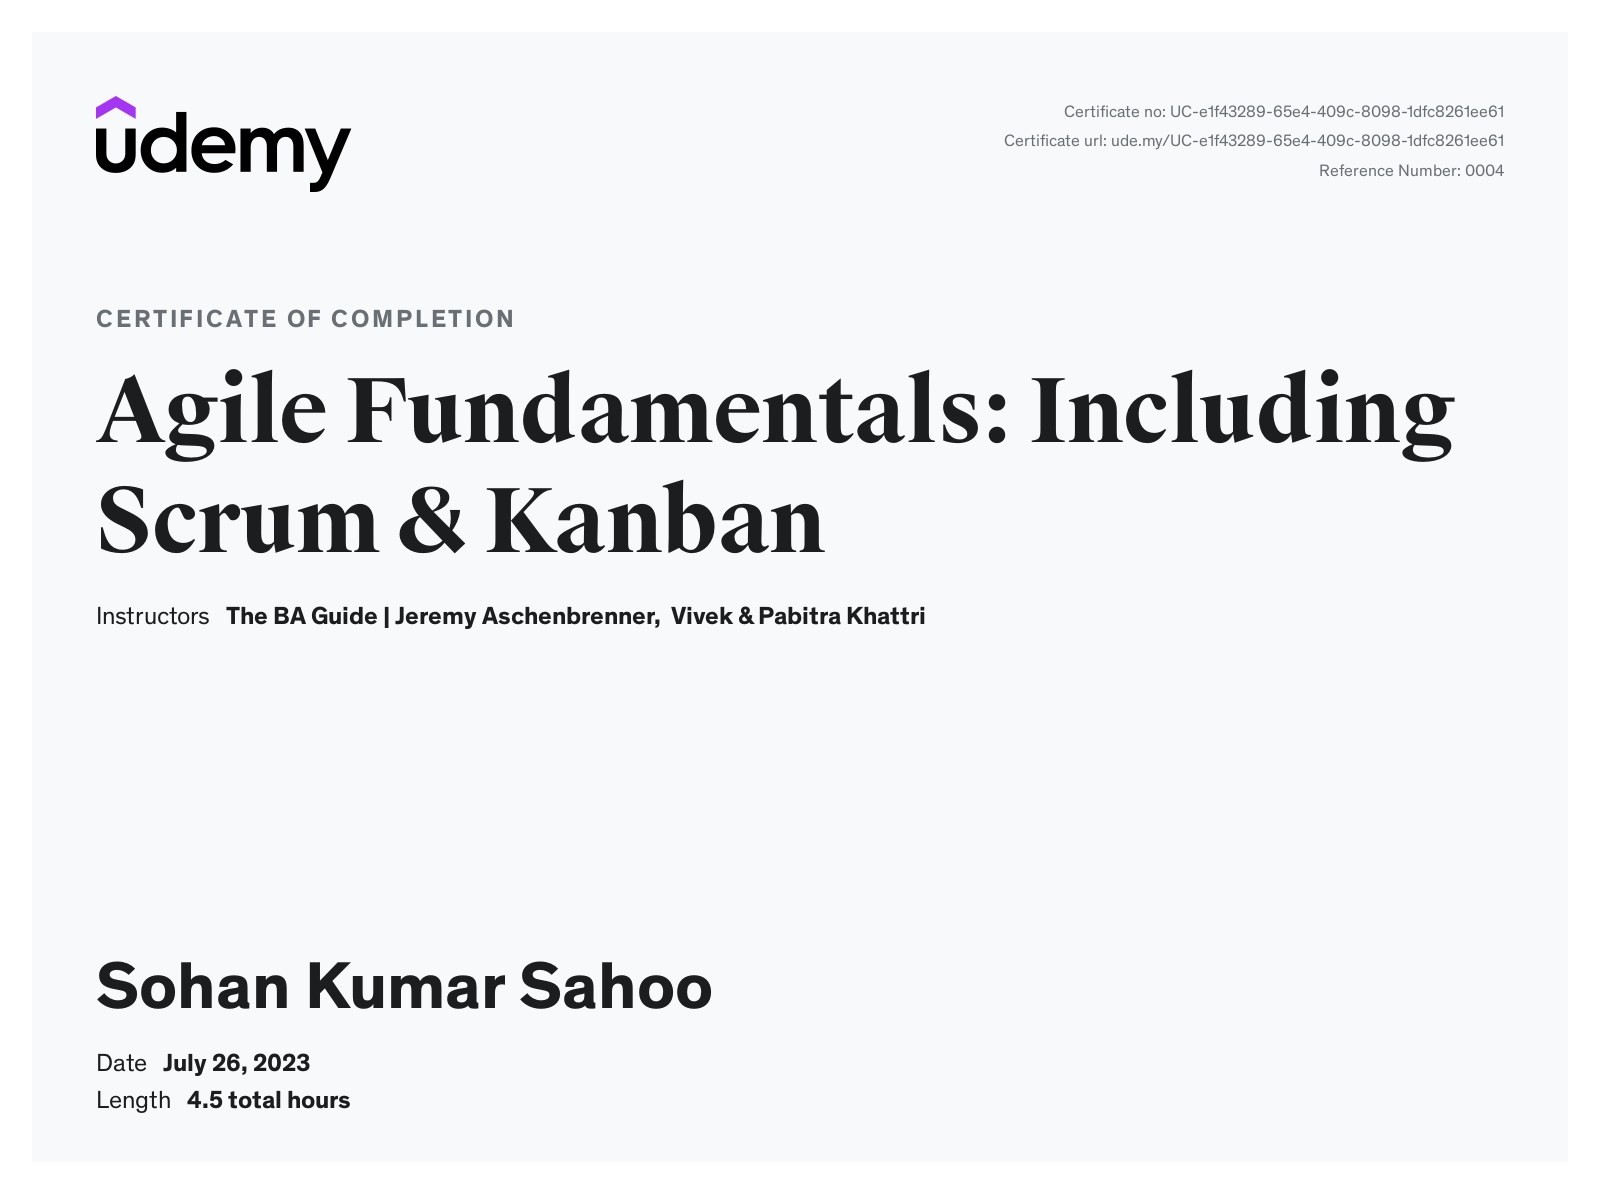 udemy
Certificate no: UC-e1f43289-65e4-409c-8098-1dfc8261ee61
Certificate url: ude.my/UC-e1f43289-65e4-409c-8098-1dfc8261ee61
Reference Number: 0004
CERTIFICATE OF COMPLETION
Agile Fundamentals: Including
Scrum & Kanban
Instructors The BA Guide | Jeremy Aschenbrenner, Vivek & Pabitra Khattri
Sohan Kumar Sahoo
Date July 26, 2023
Length 4.5 total hours